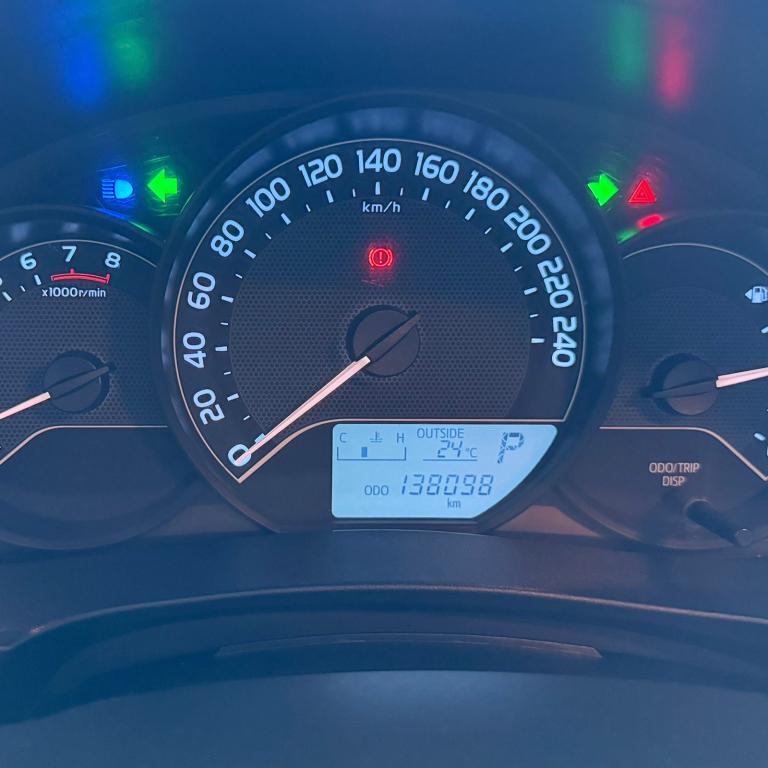 6 7 8
x1000r/min
0 20 40 60 80 100 120 140 160 180 200 220 240
km/h
C H OUTSIDE
24°C P
ODO 138098
km
ODO/TRIP
DISP